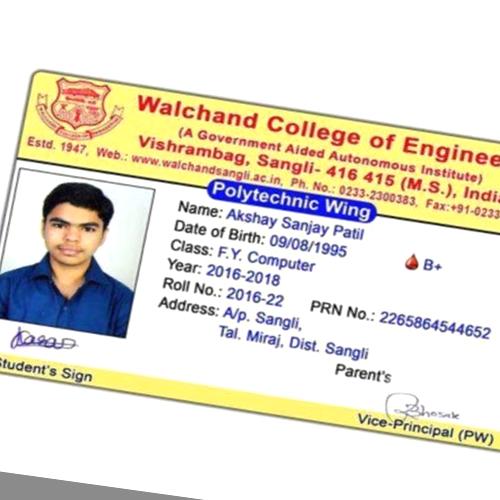 Walchand College of Enginee
(A Government Aided Autonomous Institute)
Vishrambag, Sangli- 416 415 (M.S.), Indi
Estd. 1947, Web.: www.walchandsangli.ac.in, Ph. No.: 0233-2300383, Fax:+91-0233
Polytechnic Wing
Name: Akshay Sanjay Patil
Date of Birth: 09/08/1995
B+
Class: F.Y. Computer
Year: 2016-2018
Roll No.: 2016-22 PRN No.: 2265864544652
Address: A/p. Sangli,
Tal. Miraj, Dist. Sangli
Parent's
Student's Sign
Vice-Principal (PW)